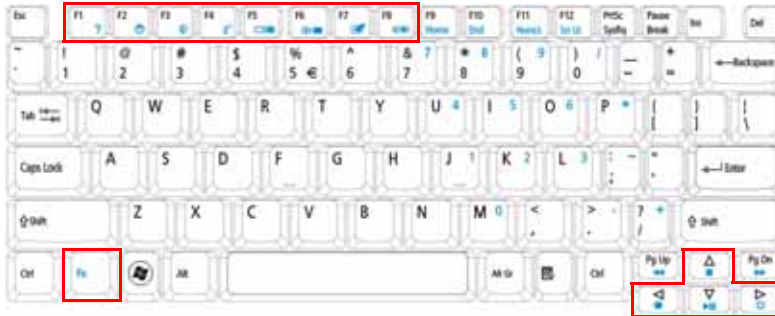 Esc F1 ? F2 F3 F4 F5 F6 F7 F8 F9 Home F10 End F11 NumLk F12 Scr Lk PrtSc SysRq Pause Break Ins Del
~ ! 1 @ 2 # 3 $ 4 % 5 € ^ 6 & 7 7 * 8 8 ( 9 9 ) 0 / _ - + = Backspace
Tab Q W E R T Y U 4 I 5 O 6 P * { [ } ] | \
Caps Lock A S D F G H J 1 K 2 L 3 : ; - " ' Enter
Shift Z X C V B N M 0 < , > . . ? / + Shift
Ctrl Fn Alt Alt Gr Ctrl Pg Up Pg Dn